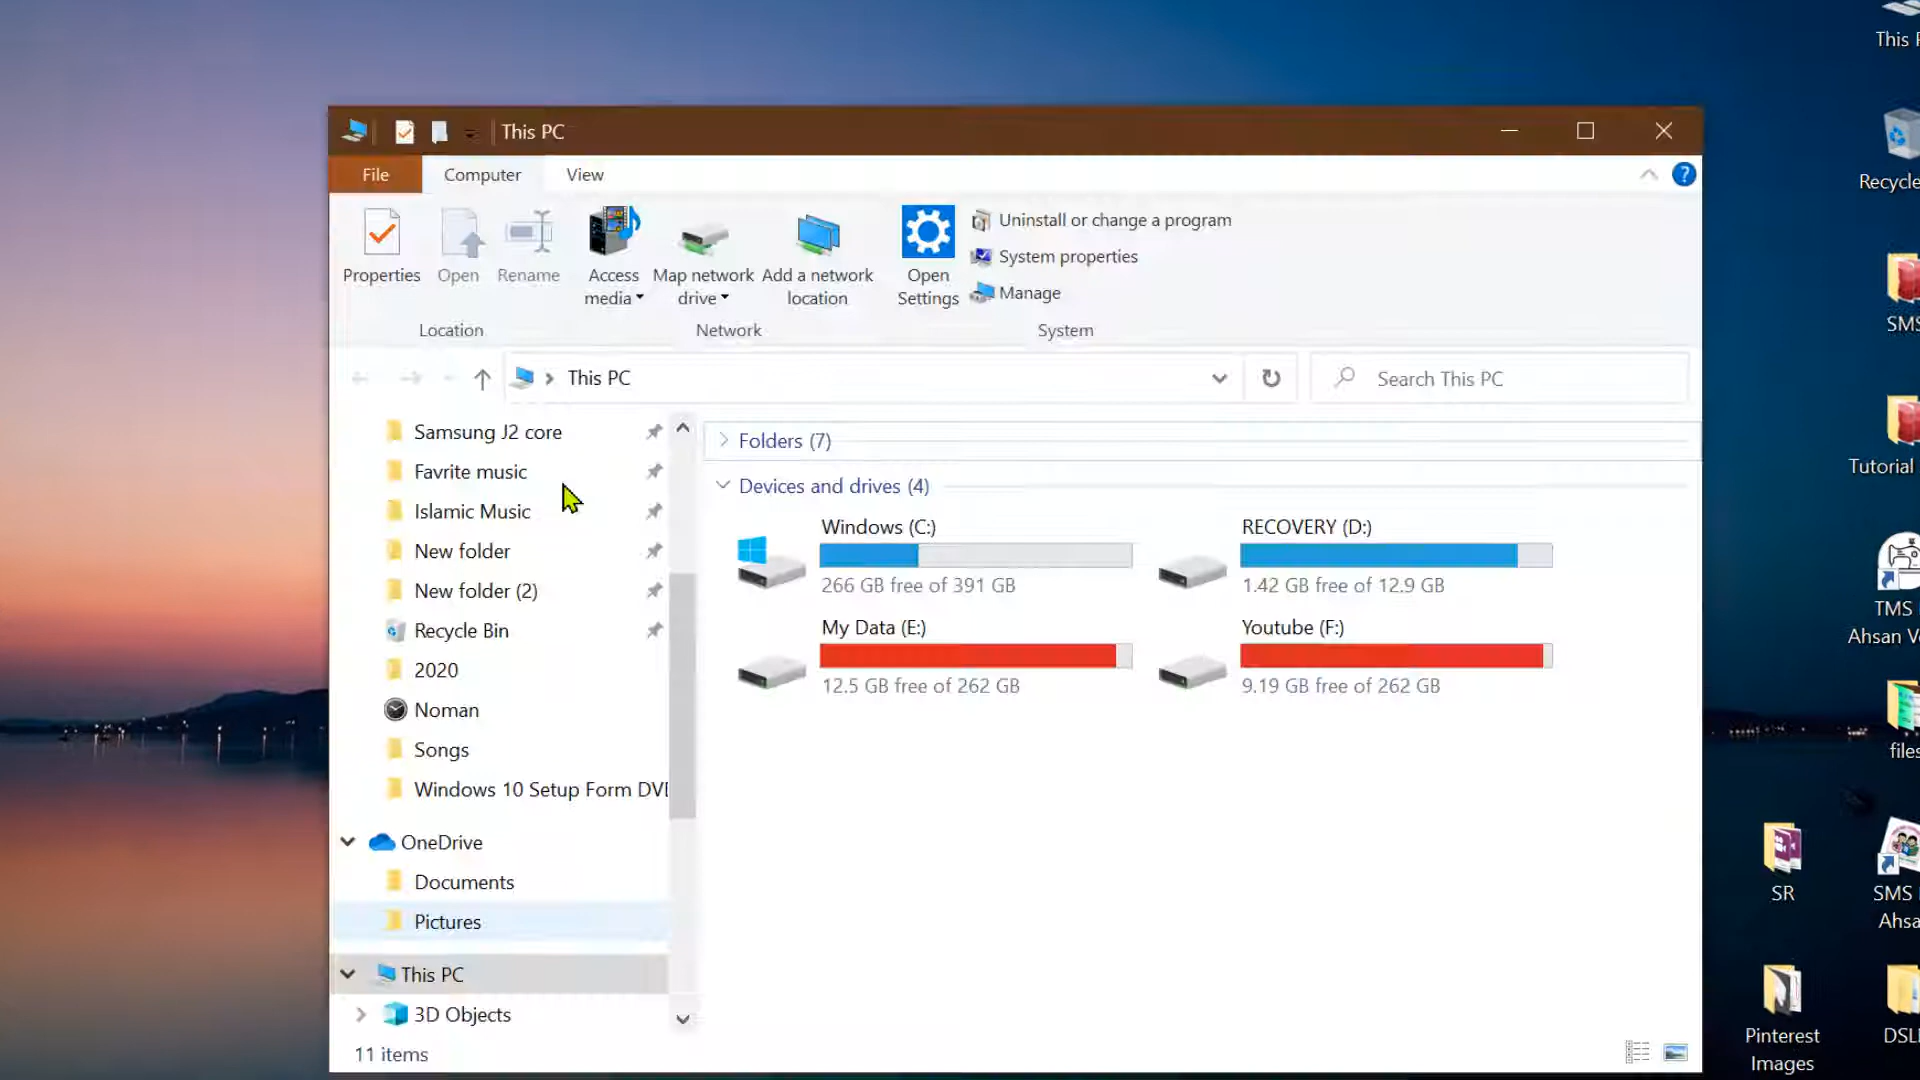 This PC
File
Computer
View
Properties
Open
Rename
Access
media
Map network
drive
Add a network
location
Open
Settings
Uninstall or change a program
System properties
Manage
Location
Network
System
This PC
Search This PC
Samsung J2 core
Favrite music
Islamic Music
New folder
New folder (2)
Recycle Bin
2020
Noman
Songs
Windows 10 Setup Form DV
OneDrive
Documents
Pictures
This PC
3D Objects
11 items
Folders (7)
Devices and drives (4)
Windows (C:)
266 GB free of 391 GB
RECOVERY (D:)
1.42 GB free of 12.9 GB
My Data (E:)
12.5 GB free of 262 GB
Youtube (F:)
9.19 GB free of 262 GB
This
Recycle
SMS
Tutorial
TMS
Ahsan V
files
SR
SMS
Ahsa
Pinterest
Images
DSL